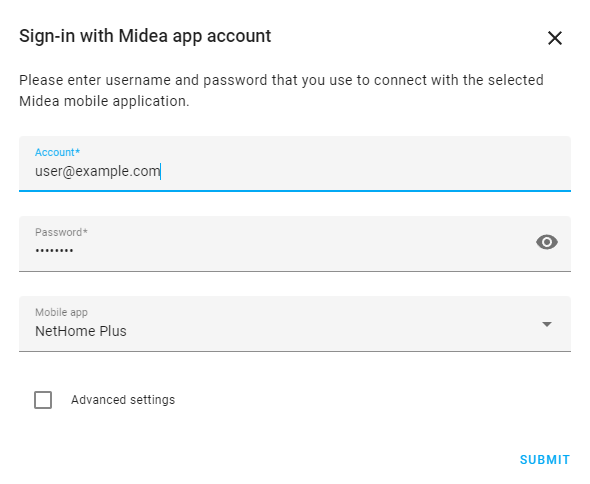 Sign-in with Midea app account
Please enter username and password that you use to connect with the selected
Midea mobile application.
Account*
user@example.com
Password*
••••••••
Mobile app
NetHome Plus
Advanced settings
SUBMIT